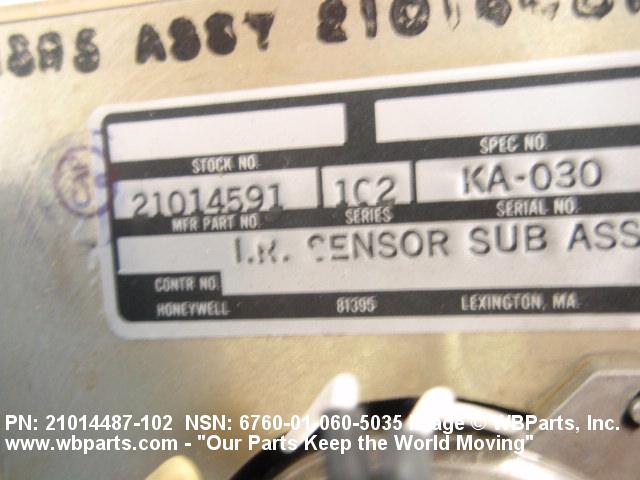 ASSY
STOCK NO.
SPEC NO.
21014591 1C2 KA-030
MFR PART NO. SERIES SERIAL NO.
I.R. SENSOR SUB ASS
CONTR NO.
HONEYWELL 81395 LEXINGTON, MA.
PN: 21014487-102 NSN: 6760-01-060-5035 Image © WBParts, Inc.
www.wbparts.com - "Our Parts Keep the World Moving"